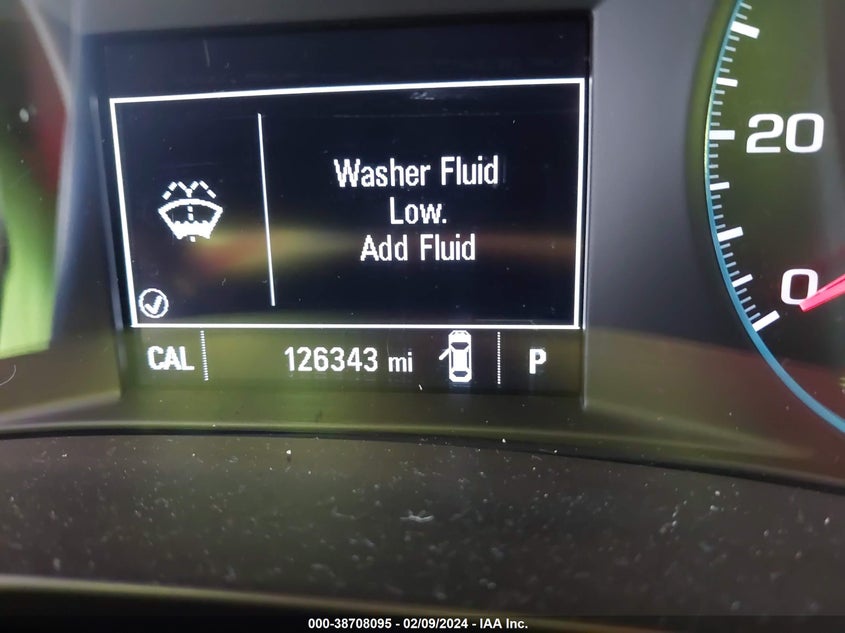 Washer Fluid
Low.
Add Fluid
CAL 126343 mi P
20
0
000-38708095 - 02/09/2024 - IAA Inc.